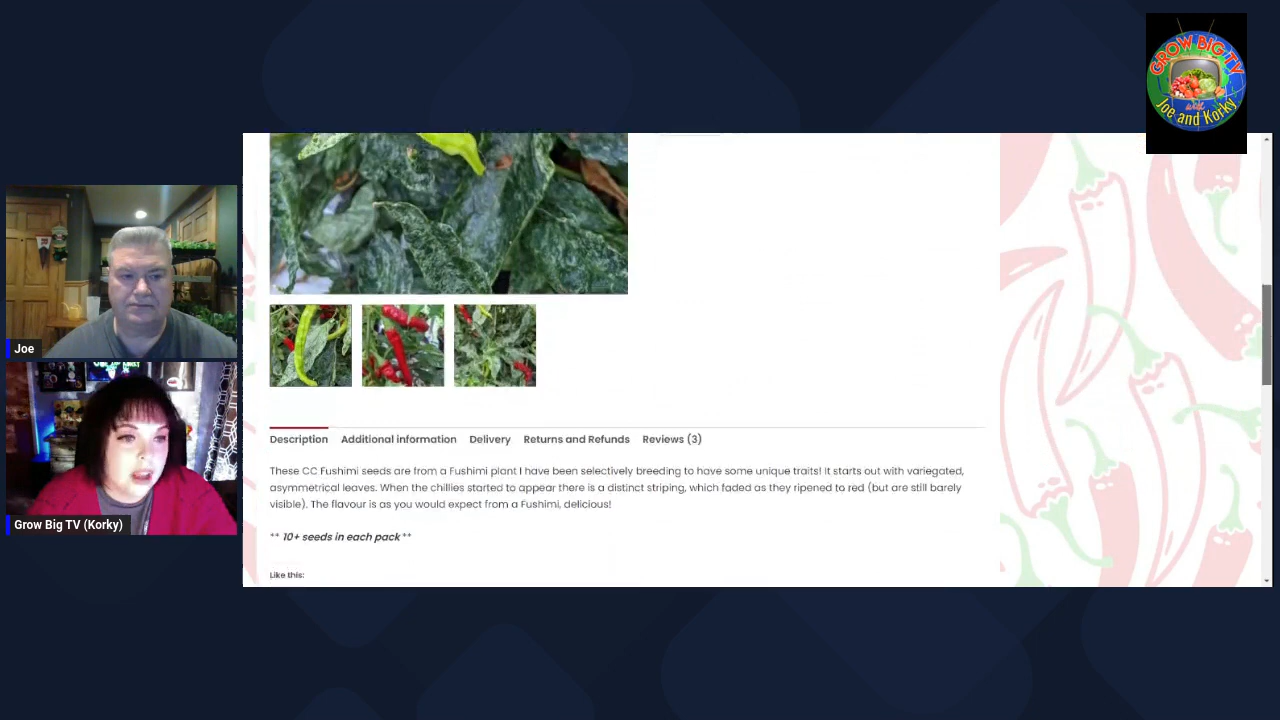 GROW BIG TV
with
Joe and Korky
Joe
Grow Big TV (Korky)
Description Additional information Delivery Returns and Refunds Reviews (3)
These CC Fushimi seeds are from a Fushimi plant I have been selectively breeding to have some unique traits! It starts out with variegated,
asymmetrical leaves. When the chillies started to appear there is a distinct striping, which faded as they ripened to red (but are still barely
visible). The flavour is as you would expect from a Fushimi, delicious!
** 10+ seeds in each pack **
Like this: